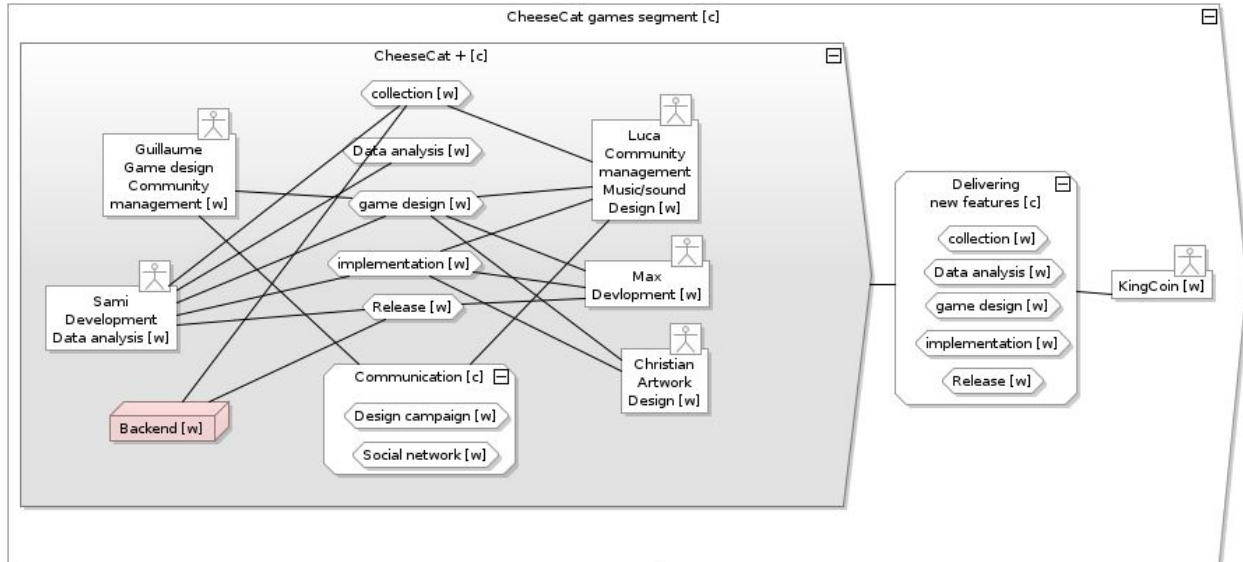 CheeseCat games segment [c]
CheeseCat + [c]
collection [w]
Data analysis [w]
game design [w]
implementation [w]
Release [w]
Guillaume
Game design
Community
management [w]
Sami
Development
Data analysis [w]
Backend [w]
Communication [c]
Design campaign [w]
Social network [w]
Luca
Community
management
Music/sound
Design [w]
Max
Devlopment [w]
Christian
Artwork
Design [w]
Delivering
new features [c]
collection [w]
Data analysis [w]
game design [w]
implementation [w]
Release [w]
KingCoin [w]